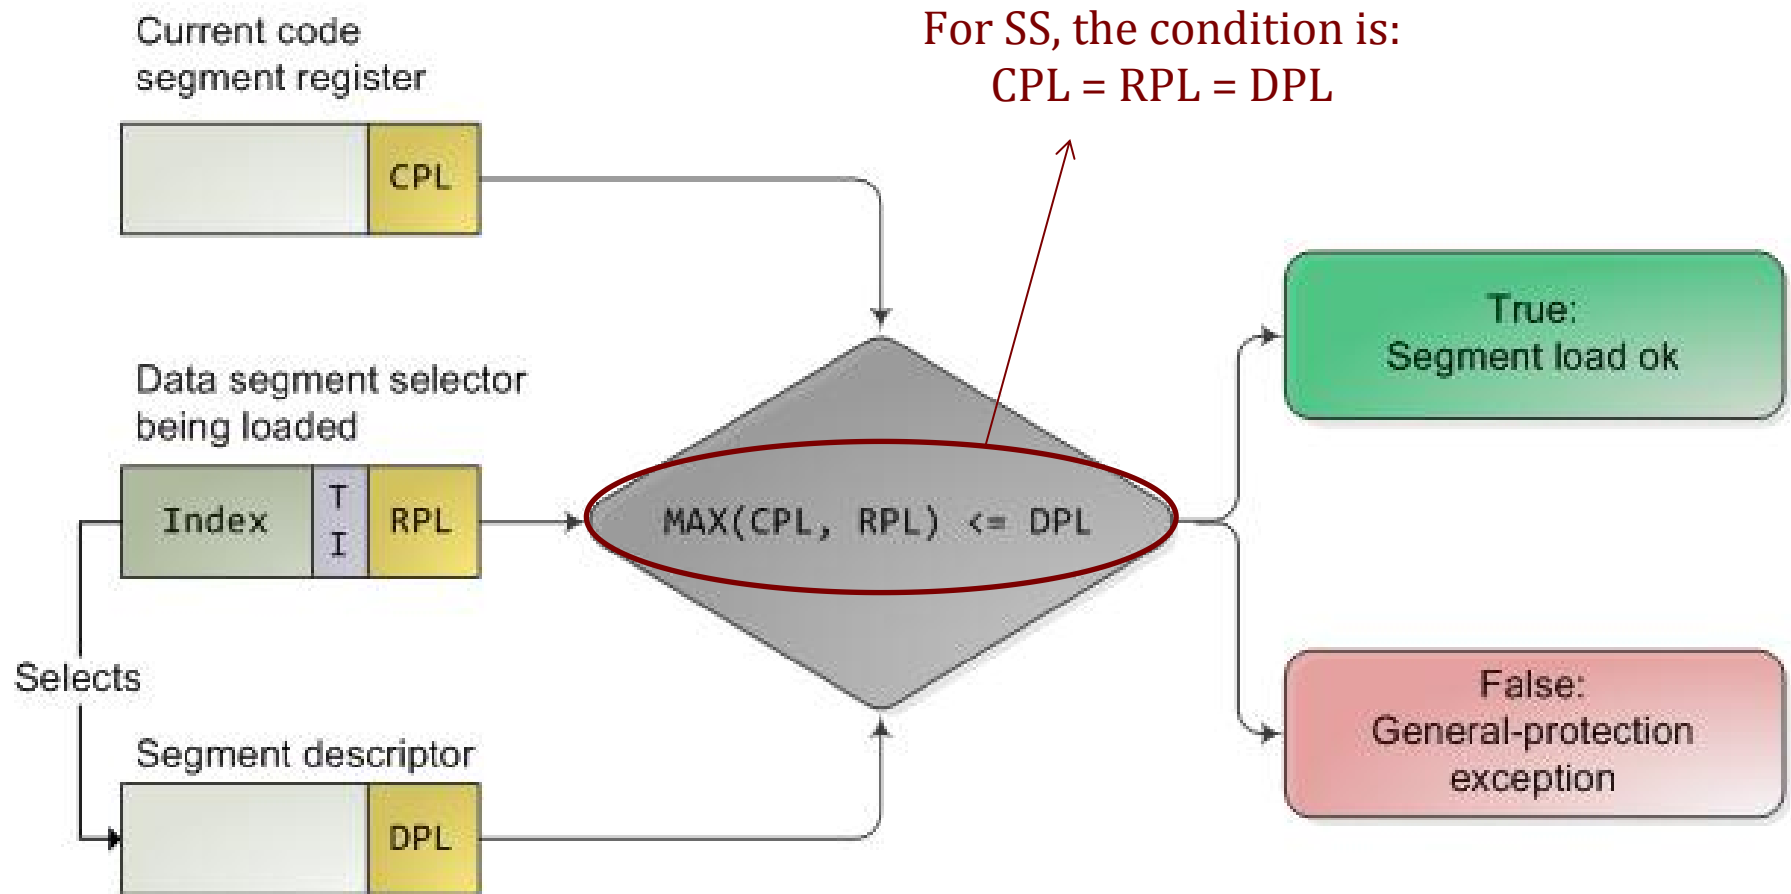 Current code
segment register
For SS, the condition is:
CPL = RPL = DPL
CPL
Data segment selector
being loaded
Index
T
I
RPL
MAX(CPL, RPL) <= DPL
True:
Segment load ok
Selects
Segment descriptor
DPL
False:
General-protection
exception